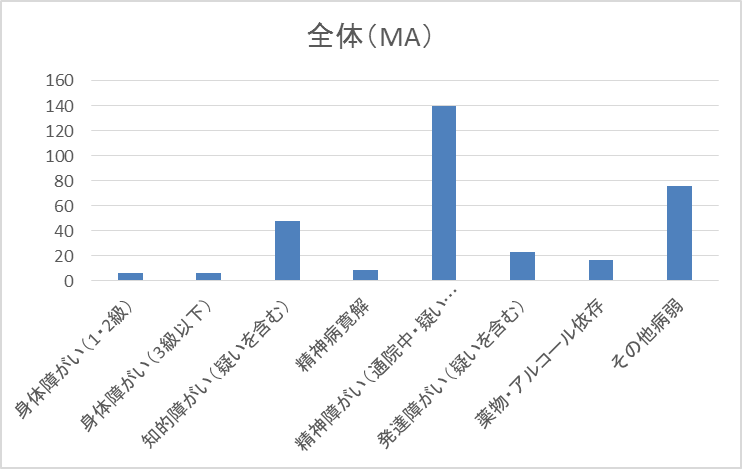 全体（MA）
160
140
120
100
80
60
40
20
0
身体障がい（1・2級）
身体障がい（3級以下）
知的障がい（疑いを含む）
精神病寛解
精神障がい（通院中・疑い…
発達障がい（疑いを含む）
薬物・アルコール依存
その他病弱